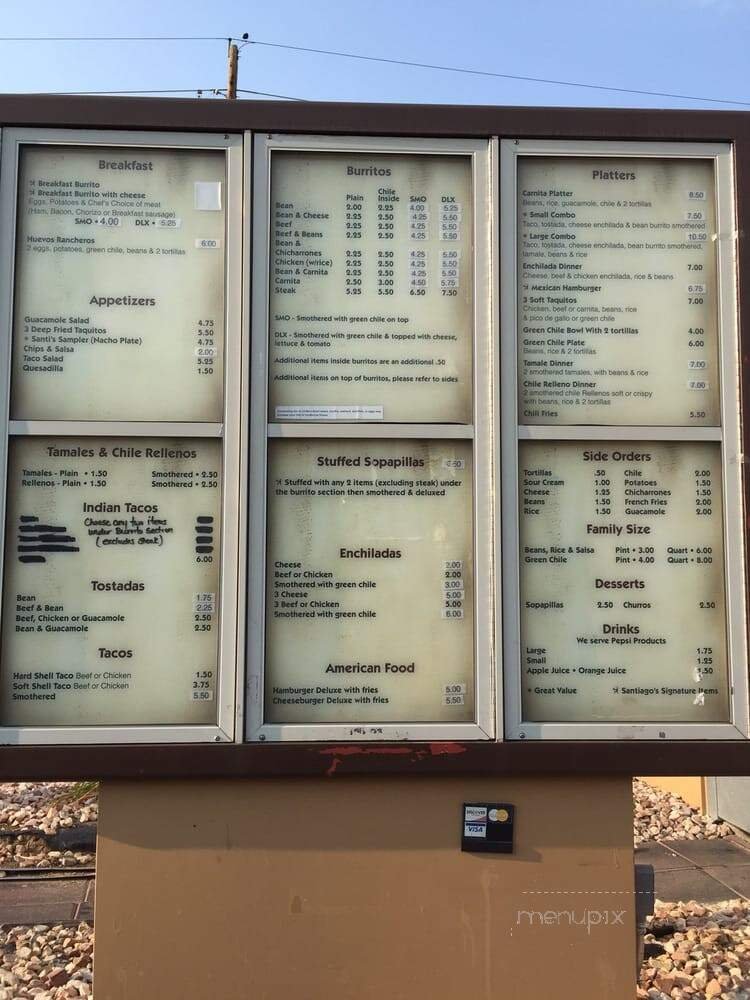 Breakfast
Breakfast Burrito
Breakfast Burrito with cheese
Eggs, Potatoes & Chef's Choice of meat
(Ham, Bacon, Chorizo or Breakfast sausage)
SMO • 4.00 DLX • 5.25
Huevos Rancheros 6.00
2 eggs, potatoes, green chile, beans & 2 tortillas
Appetizers
Guacamole Salad 4.75
3 Deep Fried Taquitos 5.50
Santi's Sampler (Nacho Plate) 4.75
Chips & Salsa 2.00
Taco Salad 5.25
Quesadilla 1.50
Tamales & Chile Rellenos
Tamales - Plain • 1.50 Smothered • 2.50
Rellenos - Plain • 1.50 Smothered • 2.50
Indian Tacos
Choose any two items
under Burrito Section
(excludes steak)
6.00
Tostadas
Bean 1.75
Beef & Bean 2.25
Beef, Chicken or Guacamole 2.50
Bean & Guacamole 2.50
Tacos
Hard Shell Taco Beef or Chicken 1.50
Soft Shell Taco Beef or Chicken 3.75
Smothered 5.50
Burritos
Plain Chile Inside SMO DLX
Bean 2.00 2.25 4.00 5.25
Bean & Cheese 2.25 2.50 4.25 5.50
Beef 2.25 2.50 4.25 5.50
Beef & Beans 2.25 2.50 4.25 5.50
Bean &
Chicharrones 2.25 2.50 4.25 5.50
Chicken (w/rice) 2.25 2.50 4.25 5.50
Bean & Carnita 2.25 2.50 4.25 5.50
Carnita 2.50 3.00 4.50 5.75
Steak 5.25 5.50 6.50 7.50
SMO - Smothered with green chile on top
DLX - Smothered with green chile & topped with cheese,
lettuce & tomato
Additional items inside burritos are an additional .50
Additional items on top of burritos, please refer to sides
Stuffed Sopapillas 6.50
Stuffed with any 2 items (excluding steak) under
the burrito section then smothered & deluxed
Enchiladas
Cheese 2.00
Beef or Chicken 2.00
Smothered with green chile 3.00
3 Cheese 5.00
3 Beef or Chicken 5.00
Smothered with green chile 6.00
American Food
Hamburger Deluxe with fries 5.00
Cheeseburger Deluxe with fries 5.50
Platters
Carnita Platter 8.50
Beans, rice, guacamole, chile & 2 tortillas
Small Combo 7.50
Taco, tostada, cheese enchilada & bean burrito smothered
Large Combo 10.50
Taco, tostada, cheese enchilada, bean burrito smothered,
tamale, beans & rice
Enchilada Dinner 7.00
Cheese, beef & chicken enchilada, rice & beans
Mexican Hamburger 6.75
3 Soft Taquitos 7.00
Chicken, beef or carnita, beans, rice
& pico de gallo or green chile
Green Chile Bowl With 2 tortillas 4.00
Green Chile Plate 6.00
Beans, rice & 2 tortillas
Tamale Dinner 7.00
2 smothered tamales, with beans & rice
Chile Relleno Dinner 7.00
2 smothered chile Rellenos soft or crispy
with beans, rice & 2 tortillas
Chili Fries 5.50
Side Orders
Tortillas .50 Chile 2.00
Sour Cream 1.00 Potatoes 1.50
Cheese 1.25 Chicharrones 1.50
Beans 1.50 French Fries 2.00
Rice 1.50 Guacamole 2.00
Family Size
Beans, Rice & Salsa Pint • 3.00 Quart • 6.00
Green Chile Pint • 4.00 Quart • 8.00
Desserts
Sopapillas 2.50 Churros 2.50
Drinks
We serve Pepsi Products
Large 1.75
Small 1.25
Apple Juice • Orange Juice 1.50
Great Value Santiago's Signature Items
DISCOVER
VISA
menupix